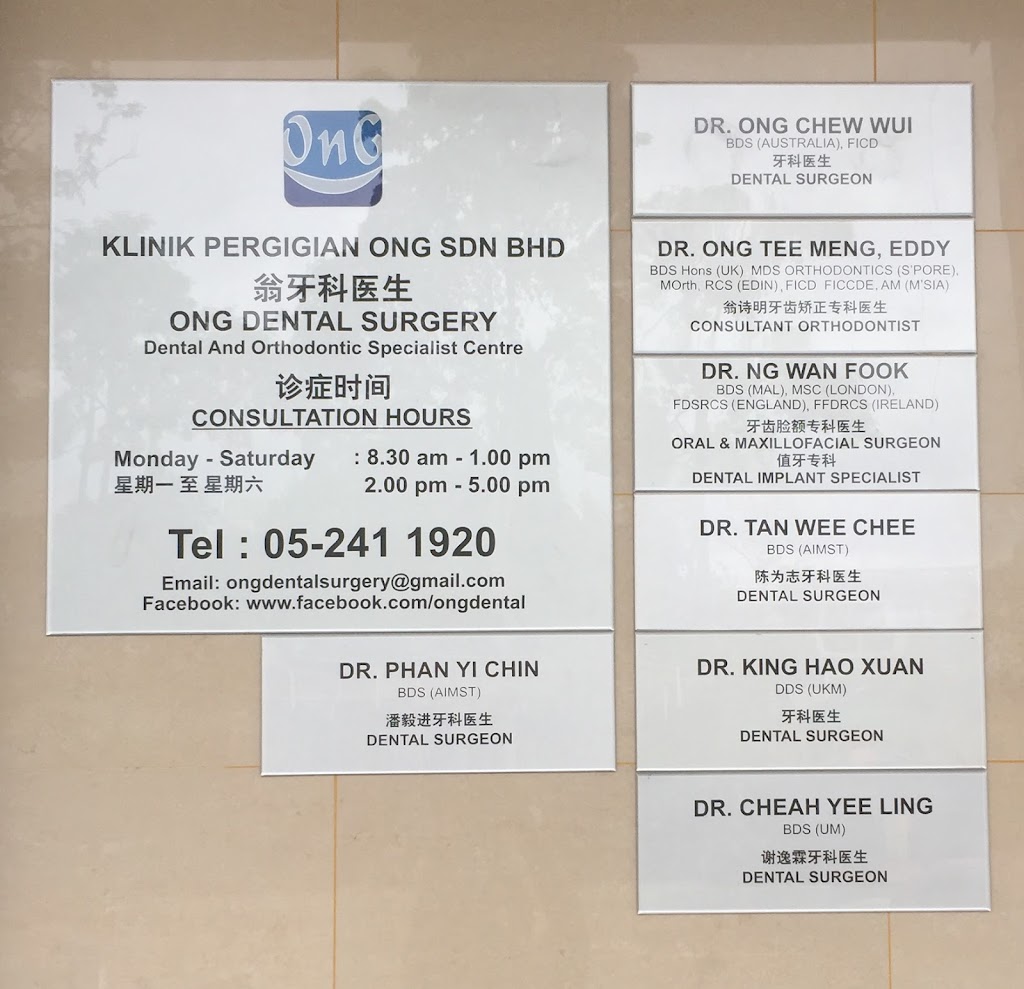 OnG
KLINIK PERGIGIAN ONG SDN BHD
翁牙科医生
ONG DENTAL SURGERY
Dental And Orthodontic Specialist Centre
诊症时间
CONSULTATION HOURS
Monday - Saturday : 8.30 am - 1.00 pm
星期一 至 星期六 2.00 pm - 5.00 pm
Tel : 05-241 1920
Email: ongdentalsurgery@gmail.com
Facebook: www.facebook.com/ongdental
DR. PHAN YI CHIN
BDS (AIMST)
潘毅进牙科医生
DENTAL SURGEON
DR. ONG CHEW WUI
BDS (AUSTRALIA), FICD
牙科医生
DENTAL SURGEON
DR. ONG TEE MENG, EDDY
BDS Hons (UK) MDS ORTHODONTICS (S'PORE),
MOrth, RCS (EDIN), FICD FICCDE, AM (M'SIA)
翁诗明牙齿矫正专科医生
CONSULTANT ORTHODONTIST
DR. NG WAN FOOK
BDS (MAL), MSC (LONDON),
FDSRCS (ENGLAND), FFDRCS (IRELAND)
牙齿脸额专科医生
ORAL & MAXILLOFACIAL SURGEON
值牙专科
DENTAL IMPLANT SPECIALIST
DR. TAN WEE CHEE
BDS (AIMST)
陈为志牙科医生
DENTAL SURGEON
DR. KING HAO XUAN
DDS (UKM)
牙科医生
DENTAL SURGEON
DR. CHEAH YEE LING
BDS (UM)
谢逸霖牙科医生
DENTAL SURGEON